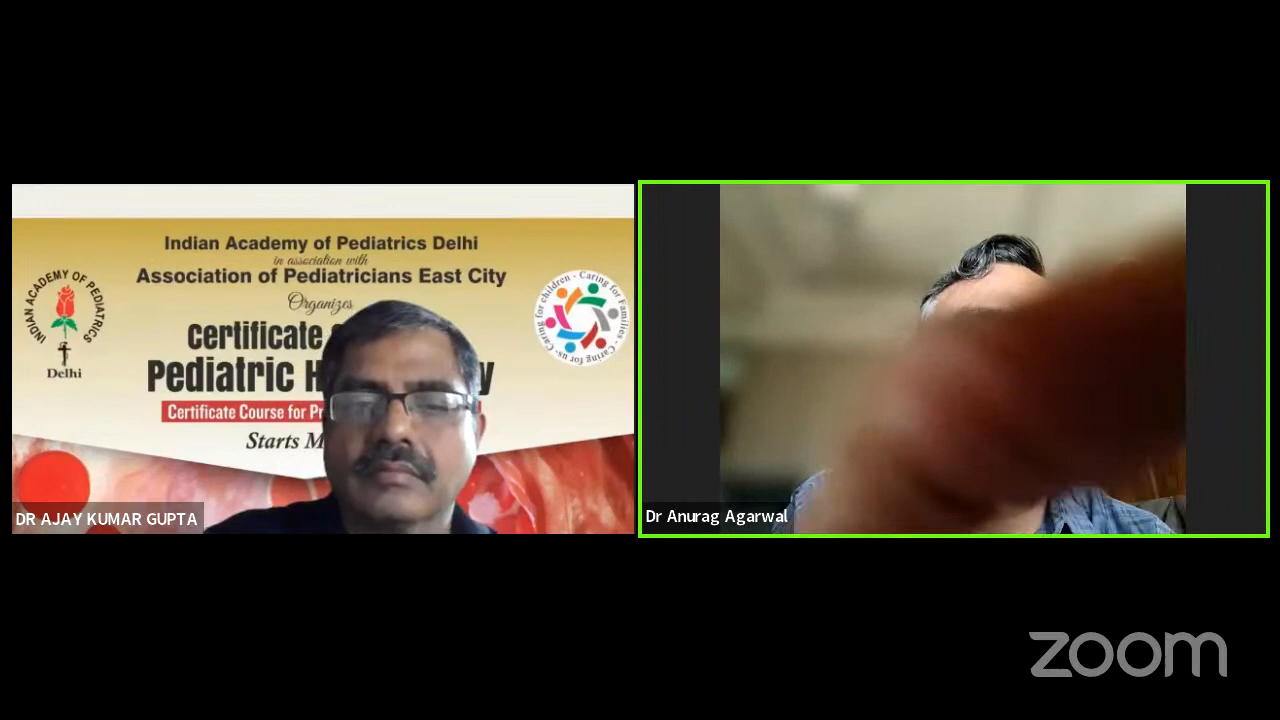 Indian Academy of Pediatrics Delhi
in association with
Association of Pediatricians East City
Organizes
Certificate
Pediatric H
Certificate Course for Pr
Starts M
INDIAN ACADEMY OF PEDIATRICS
Delhi
Caring for children - Caring for Families - Caring for us -
DR AJAY KUMAR GUPTA
Dr Anurag Agarwal
zoom